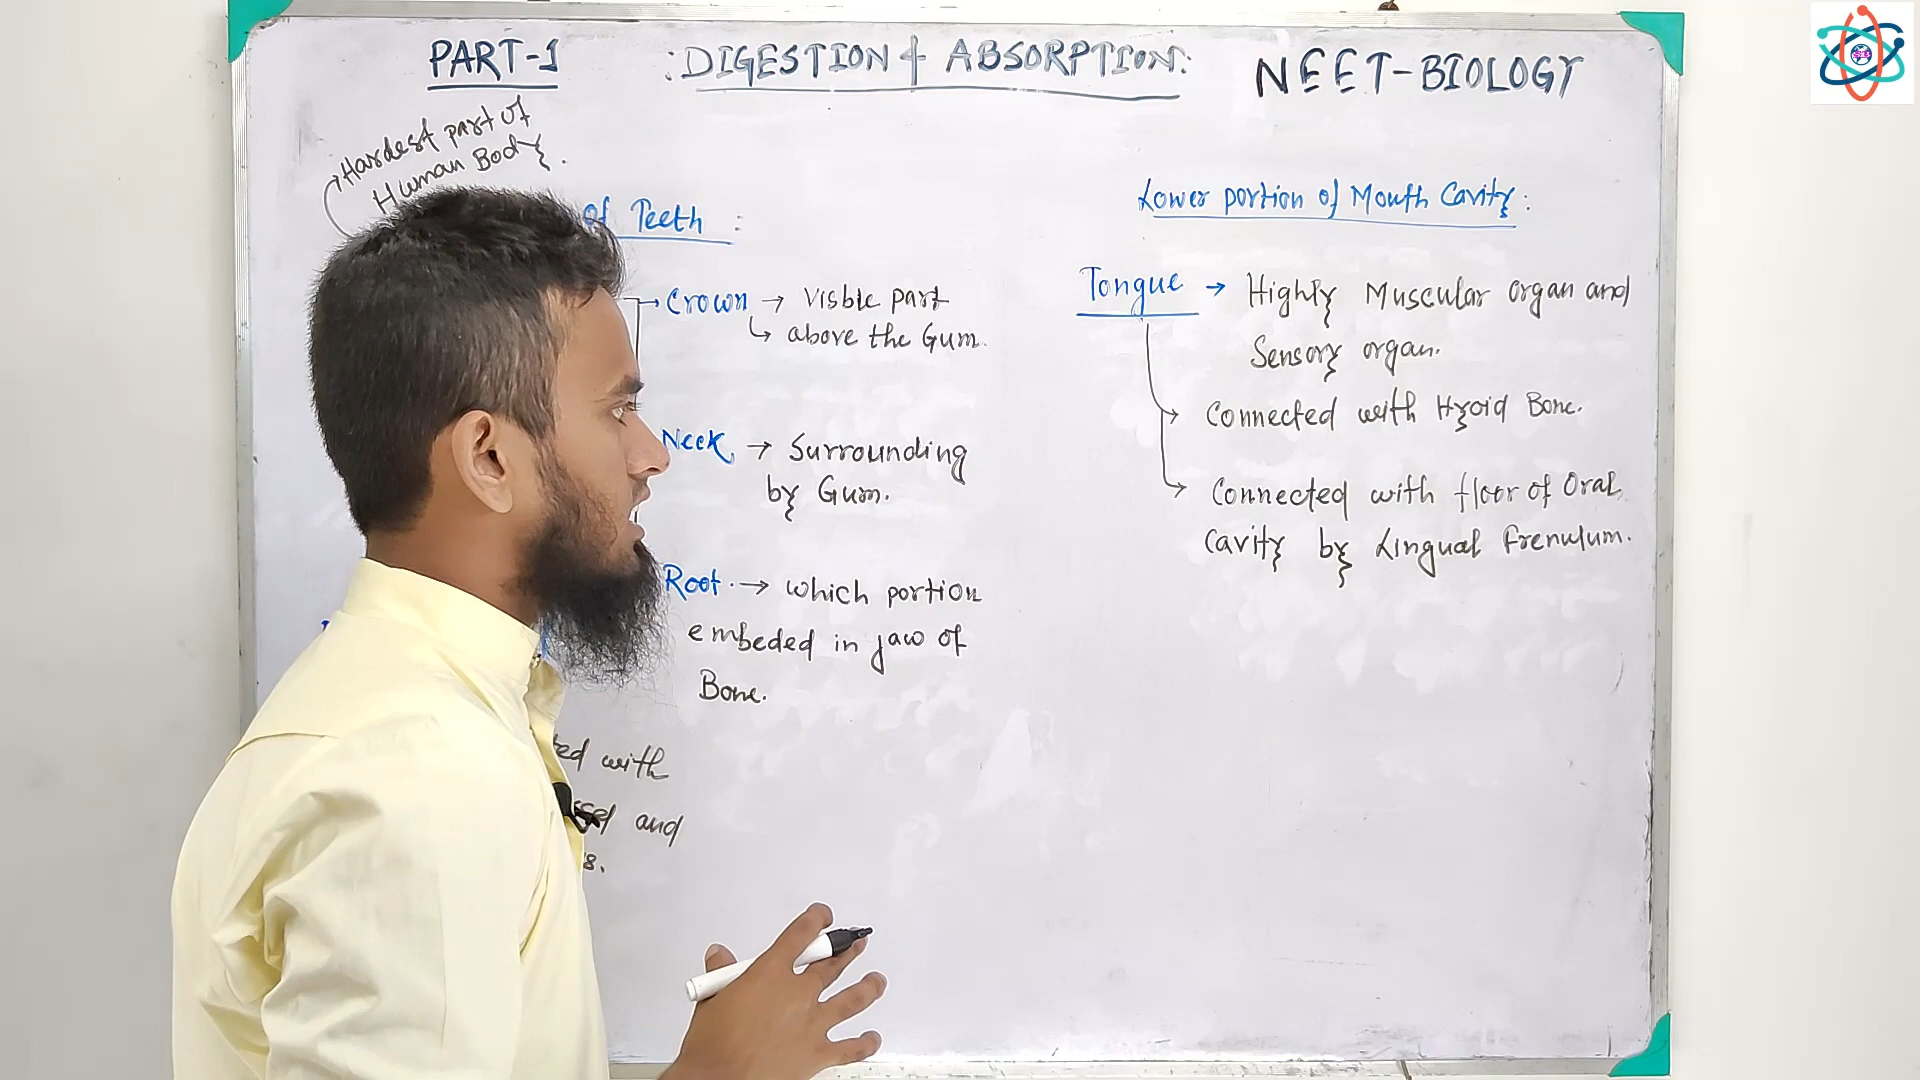 PART-1
: DIGESTION & ABSORPTION:
NEET-BIOLOGY
Hardest part of
Human Body.
of Teeth :
Crown → Visble part
↳ above the Gum.
Neck → Surrounding
by Gum.
Root. → which portion
embeded in jaw of
Bone.
ted with
and
Lower portion of Mouth Cavity:
Tongue → Highly Muscular organ and
Sensory organ.
→ Connected with Hyoid Bone.
→ Connected with floor of Oral
Cavity by Lingual frenulum.